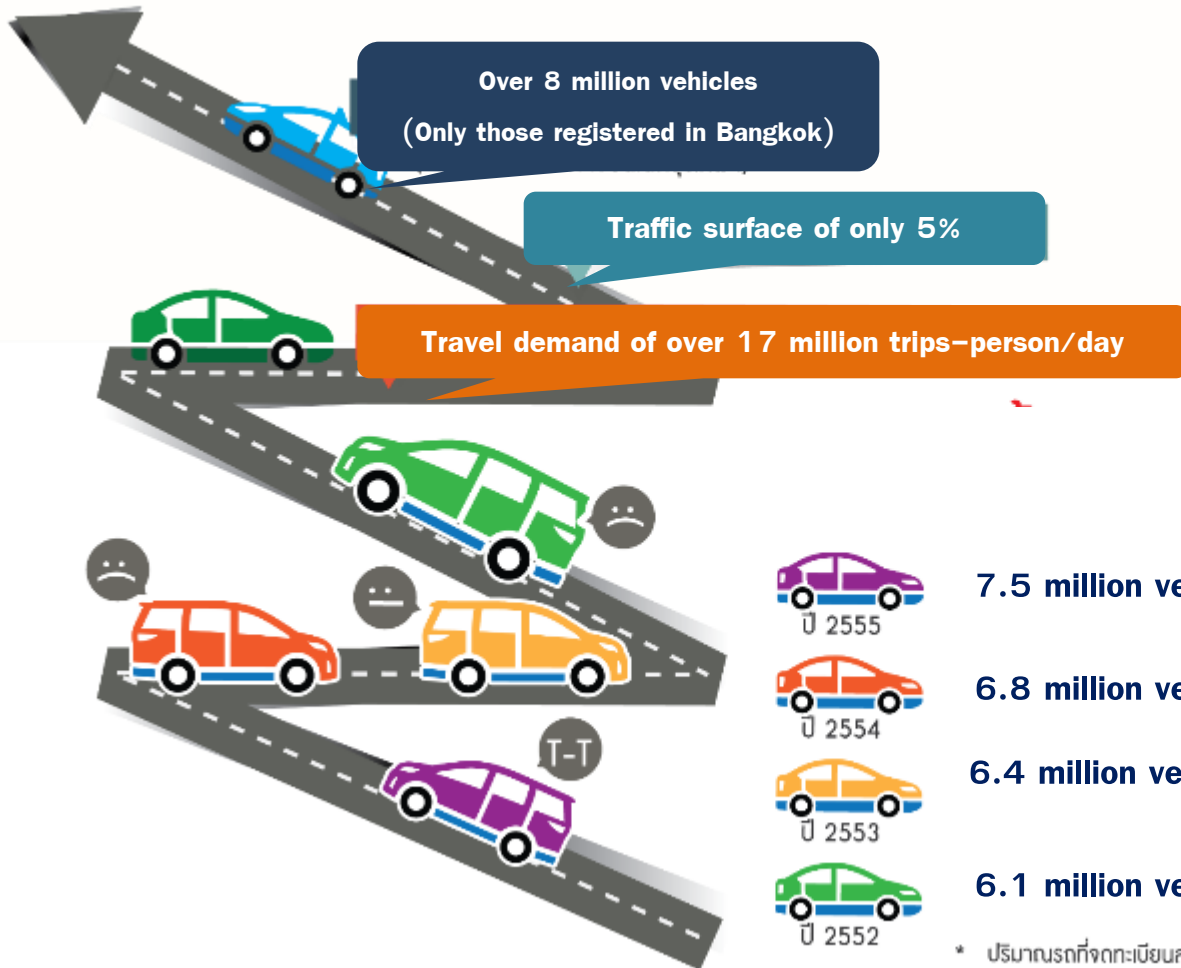 Over 8 million vehicles
(Only those registered in Bangkok)
Traffic surface of only 5%
Travel demand of over 17 million trips-person/day
T-T
7.5 million ve
ปี 2555
6.8 million ve
ปี 2554
6.4 million ve
ปี 2553
6.1 million ve
ปี 2552
* ปริมาณรถที่จดทะเบียนส